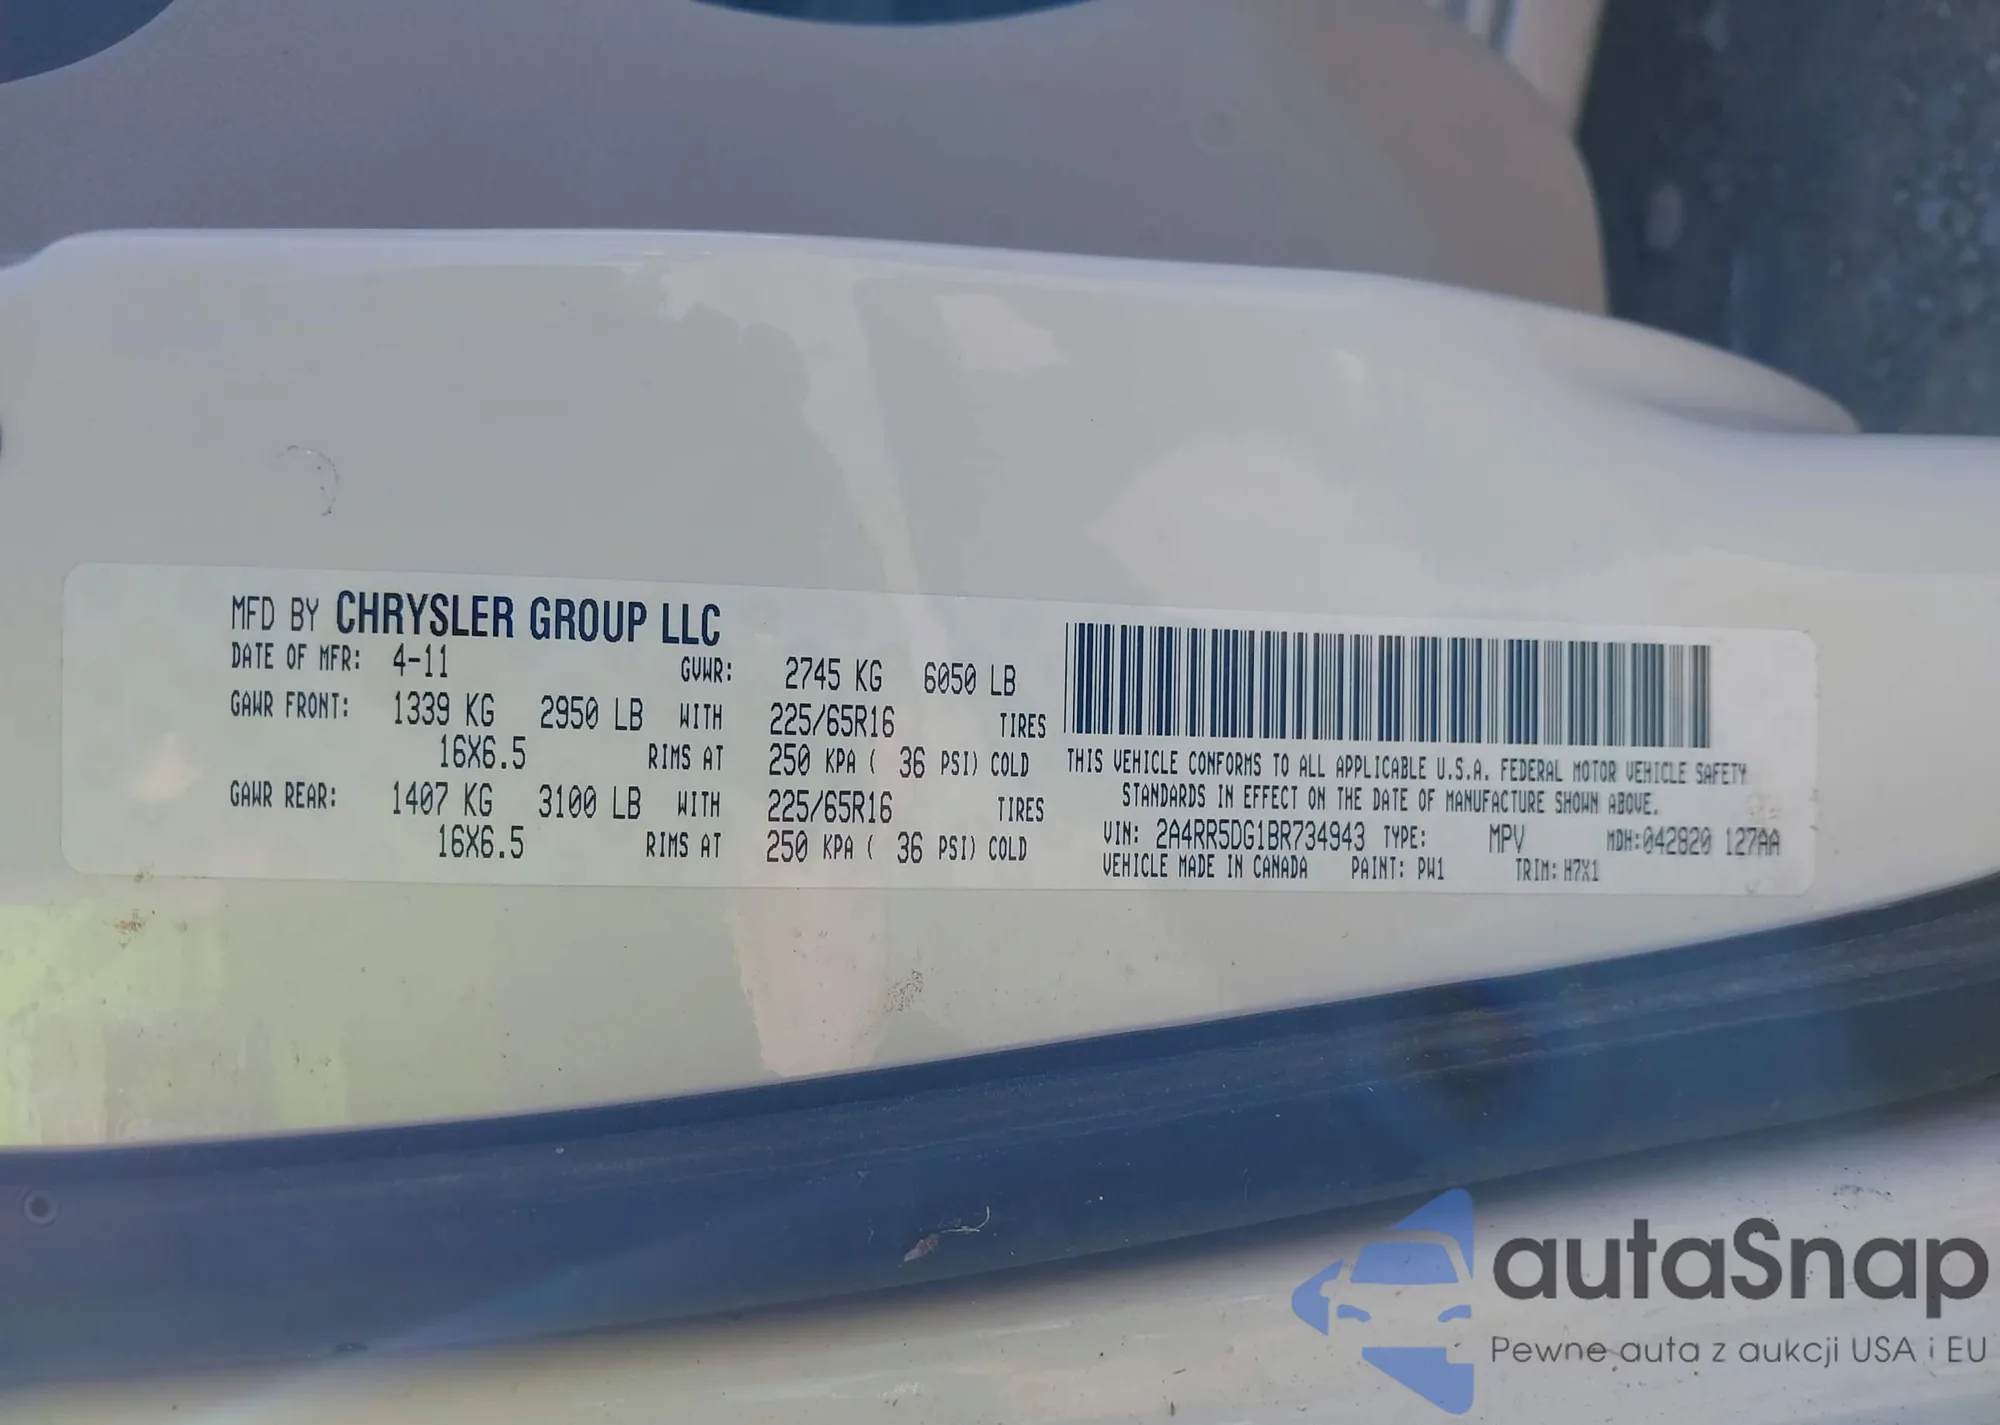 MFD BY CHRYSLER GROUP LLC
DATE OF MFR: 4-11 GVWR: 2745 KG 6050 LB
GAWR FRONT: 1339 KG 2950 LB WITH 225/65R16 TIRES
16X6.5 RIMS AT 250 KPA ( 36 PSI) COLD
GAWR REAR: 1407 KG 3100 LB WITH 225/65R16 TIRES
16X6.5 RIMS AT 250 KPA ( 36 PSI) COLD
THIS VEHICLE CONFORMS TO ALL APPLICABLE U.S.A. FEDERAL MOTOR VEHICLE SAFETY
STANDARDS IN EFFECT ON THE DATE OF MANUFACTURE SHOWN ABOVE.
VIN: 2A4RR5DG1BR734943 TYPE: MPV MDH:042820 127AA
VEHICLE MADE IN CANADA PAINT: PW1 TRIM: H7X1
autaSnap
Pewne auta z aukcji USA i EU